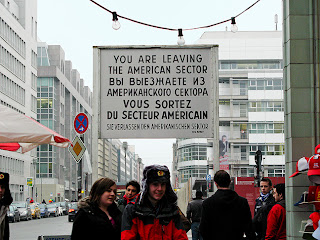 YOU ARE LEAVING
THE AMERICAN SECTOR
ВЫ ВЫЕЗЖАЕТЕ ИЗ
АМЕРИКАНСКОГО СЕКТОРА
VOUS SORTEZ
DU SECTEUR AMÉRICAIN
SIE VERLASSEN DEN AMERIKANISCHEN SEKTOR